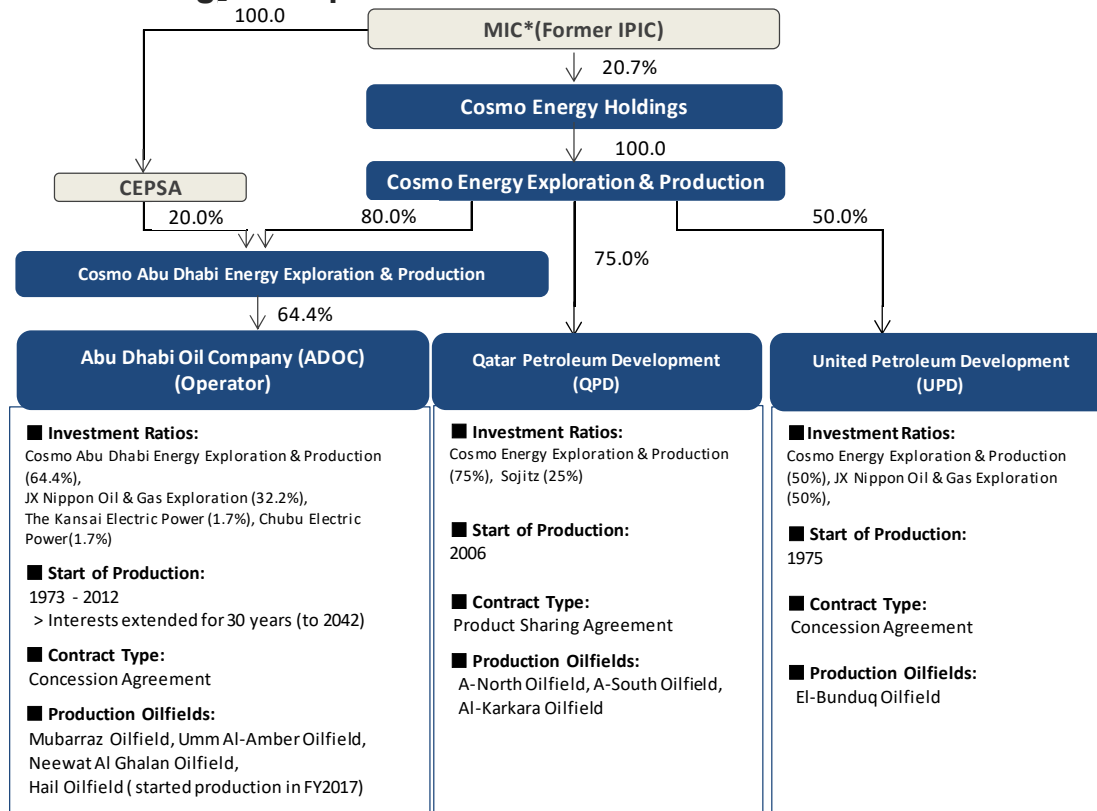 100.0
MIC*(Former IPIC)
20.7%
Cosmo Energy Holdings
100.0
CEPSA
Cosmo Energy Exploration & Production
20.0%
80.0%
50.0%
75.0%
Cosmo Abu Dhabi Energy Exploration & Production
64.4%
Abu Dhabi Oil Company (ADOC)
(Operator)
■ Investment Ratios:
Cosmo Abu Dhabi Energy Exploration & Production
(64.4%),
JX Nippon Oil & Gas Exploration (32.2%),
The Kansai Electric Power (1.7%), Chubu Electric
Power(1.7%)
■ Start of Production:
1973 - 2012
> Interests extended for 30 years (to 2042)
■ Contract Type:
Concession Agreement
■ Production Oilfields:
Mubarraz Oilfield, Umm Al-Amber Oilfield,
Neewat Al Ghalan Oilfield,
Hail Oilfield ( started production in FY2017)
Qatar Petroleum Development
(QPD)
■ Investment Ratios:
Cosmo Energy Exploration & Production
(75%), Sojitz (25%)
■ Start of Production:
2006
■ Contract Type:
Product Sharing Agreement
■ Production Oilfields:
A-North Oilfield, A-South Oilfield,
Al-Karkara Oilfield
United Petroleum Development
(UPD)
■ Investment Ratios:
Cosmo Energy Exploration & Production
(50%), JX Nippon Oil & Gas Exploration
(50%),
■ Start of Production:
1975
■ Contract Type:
Concession Agreement
■ Production Oilfields:
El-Bunduq Oilfield